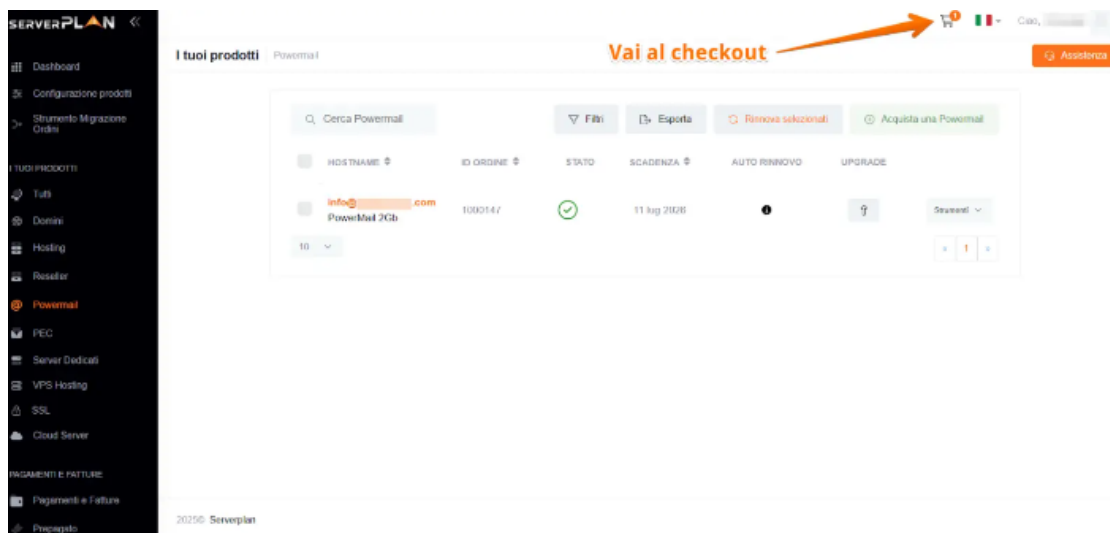 SERVERPLAN
Ciao,
Vai al checkout
I tuoi prodotti Powermail
Assistenza
Dashboard
Configurazione prodotti
Strumento Migrazione
Ordini
I TUOI PRODOTTI
Tutti
Domini
Hosting
Reseller
Powermail
PEC
Server Dedicati
VPS Hosting
SSL
Cloud Server
PAGAMENTI E FATTURE
Pagamenti e Fatture
Prepagato
Cerca Powermail
Filtri
Esporta
Rinnova selezionati
Acquista una Powermail
HOSTNAME ID ORDINE STATO SCADENZA AUTO RINNOVO UPGRADE
info@ .com
PowerMail 2Gb
1000147
11 lug 2026
Strumenti
10
« 1 »
2025© Serverplan